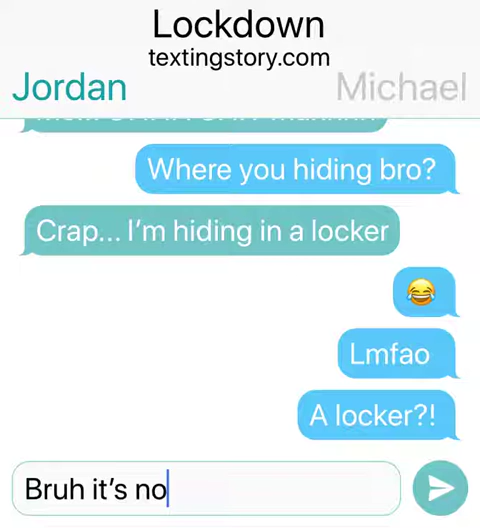 Lockdown
textingstory.com
Jordan Michael
Where you hiding bro?
Crap... I’m hiding in a locker
😂
Lmfao
A locker?!
Bruh it’s no